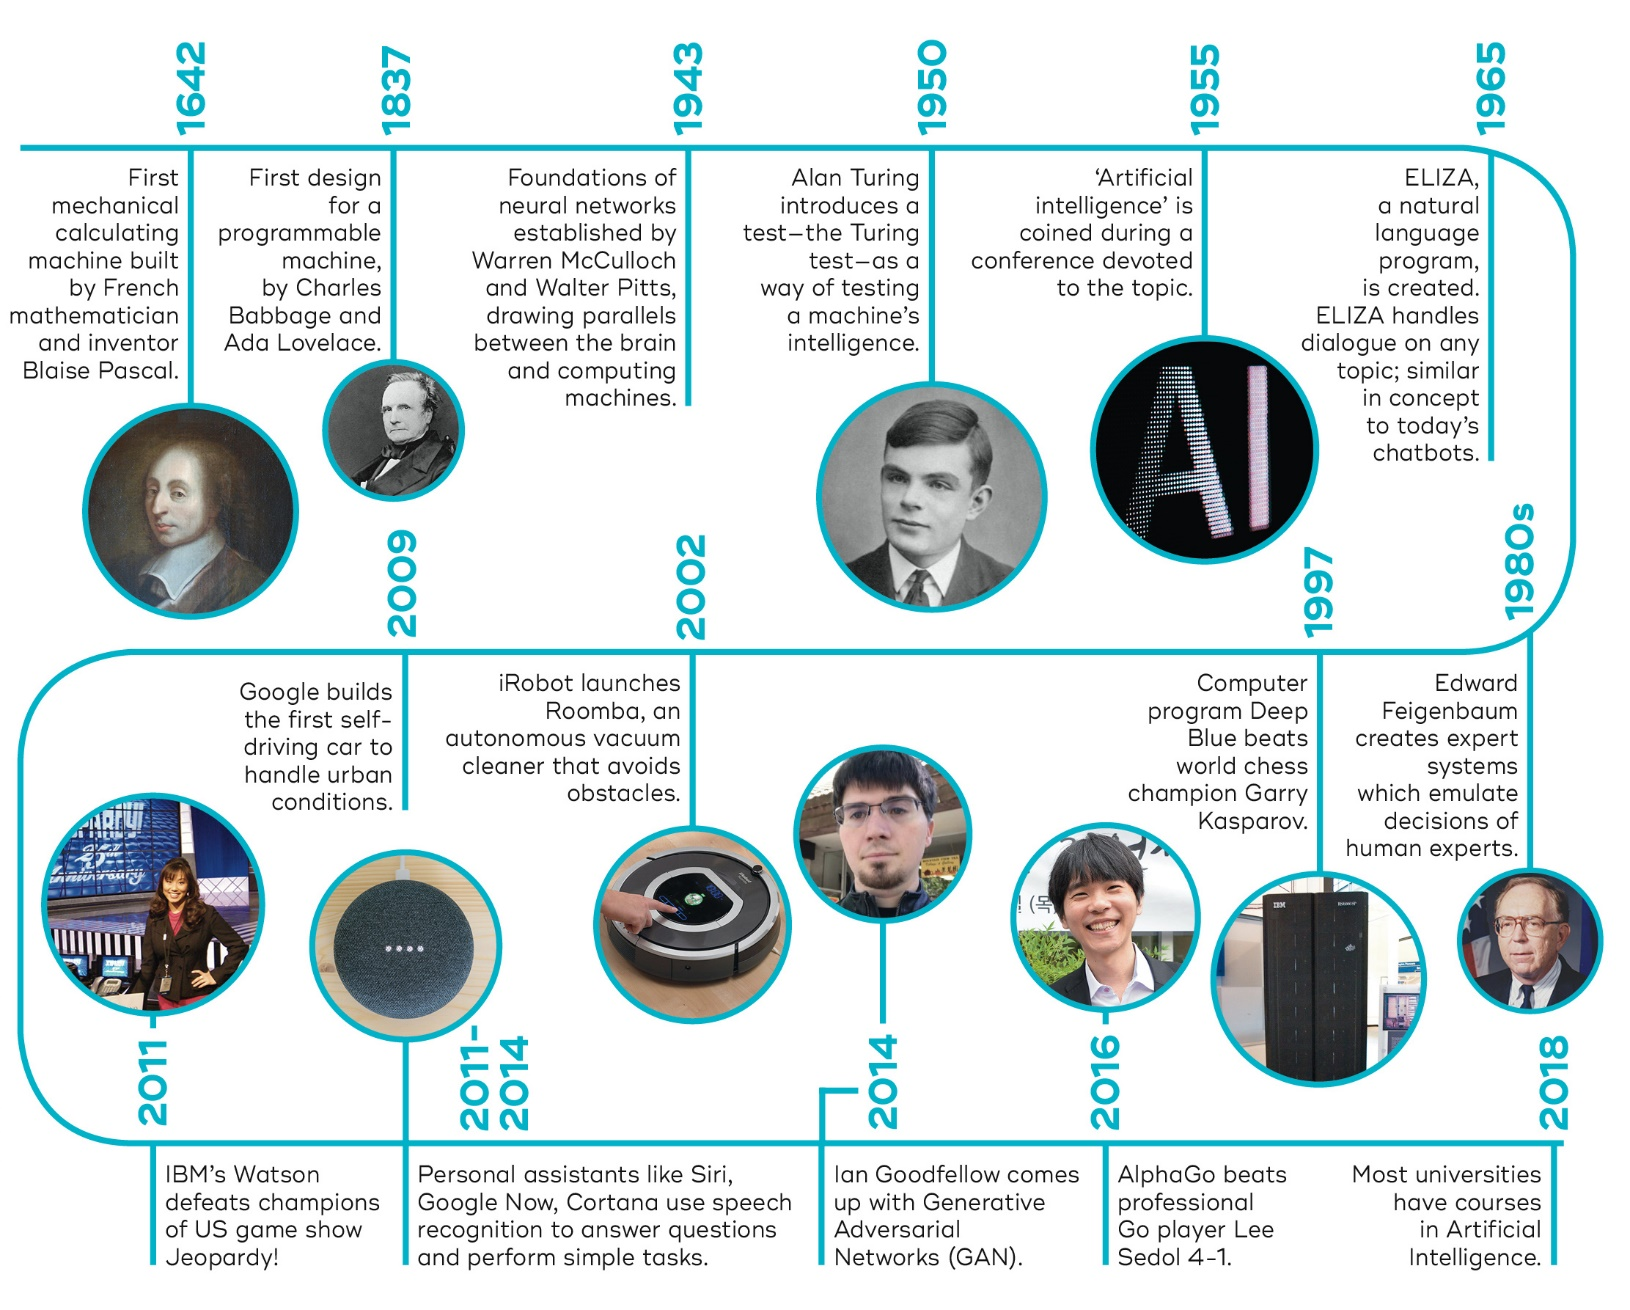 1642
First
mechanical
calculating
machine built
by French
mathematician
and inventor
Blaise Pascal.
1837
First design
for a
programmable
machine,
by Charles
Babbage and
Ada Lovelace.
1943
Foundations of
neural networks
established by
Warren McCulloch
and Walter Pitts,
drawing parallels
between the brain
and computing
machines.
1950
Alan Turing
introduces a
test—the Turing
test—as a
way of testing
a machine's
intelligence.
1955
'Artificial
intelligence' is
coined during a
conference devoted
to the topic.
AI
1965
ELIZA,
a natural
language
program,
is created.
ELIZA handles
dialogue on any
topic; similar
in concept
to today's
chatbots.
1980s
Edward
Feigenbaum
creates expert
systems
which emulate
decisions of
human experts.
1997
Computer
program Deep
Blue beats
world chess
champion Garry
Kasparov.
IBM
2002
iRobot launches
Roomba, an
autonomous vacuum
cleaner that avoids
obstacles.
2009
Google builds
the first self-
driving car to
handle urban
conditions.
25th
Anniversary
2011
IBM's Watson
defeats champions
of US game show
Jeopardy!
2011-
2014
Personal assistants like Siri,
Google Now, Cortana use speech
recognition to answer questions
and perform simple tasks.
2014
Ian Goodfellow comes
up with Generative
Adversarial
Networks (GAN).
2016
AlphaGo beats
professional
Go player Lee
Sedol 4-1.
2018
Most universities
have courses
in Artificial
Intelligence.